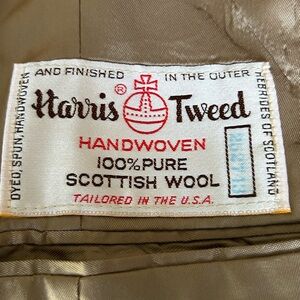 DYED, SPUN, HANDWOVEN
AND FINISHED IN THE OUTER
HEBRIDES OF SCOTLAND
Harris ® Tweed
HANDWOVEN
100% PURE
SCOTTISH WOOL
TAILORED IN THE U.S.A.